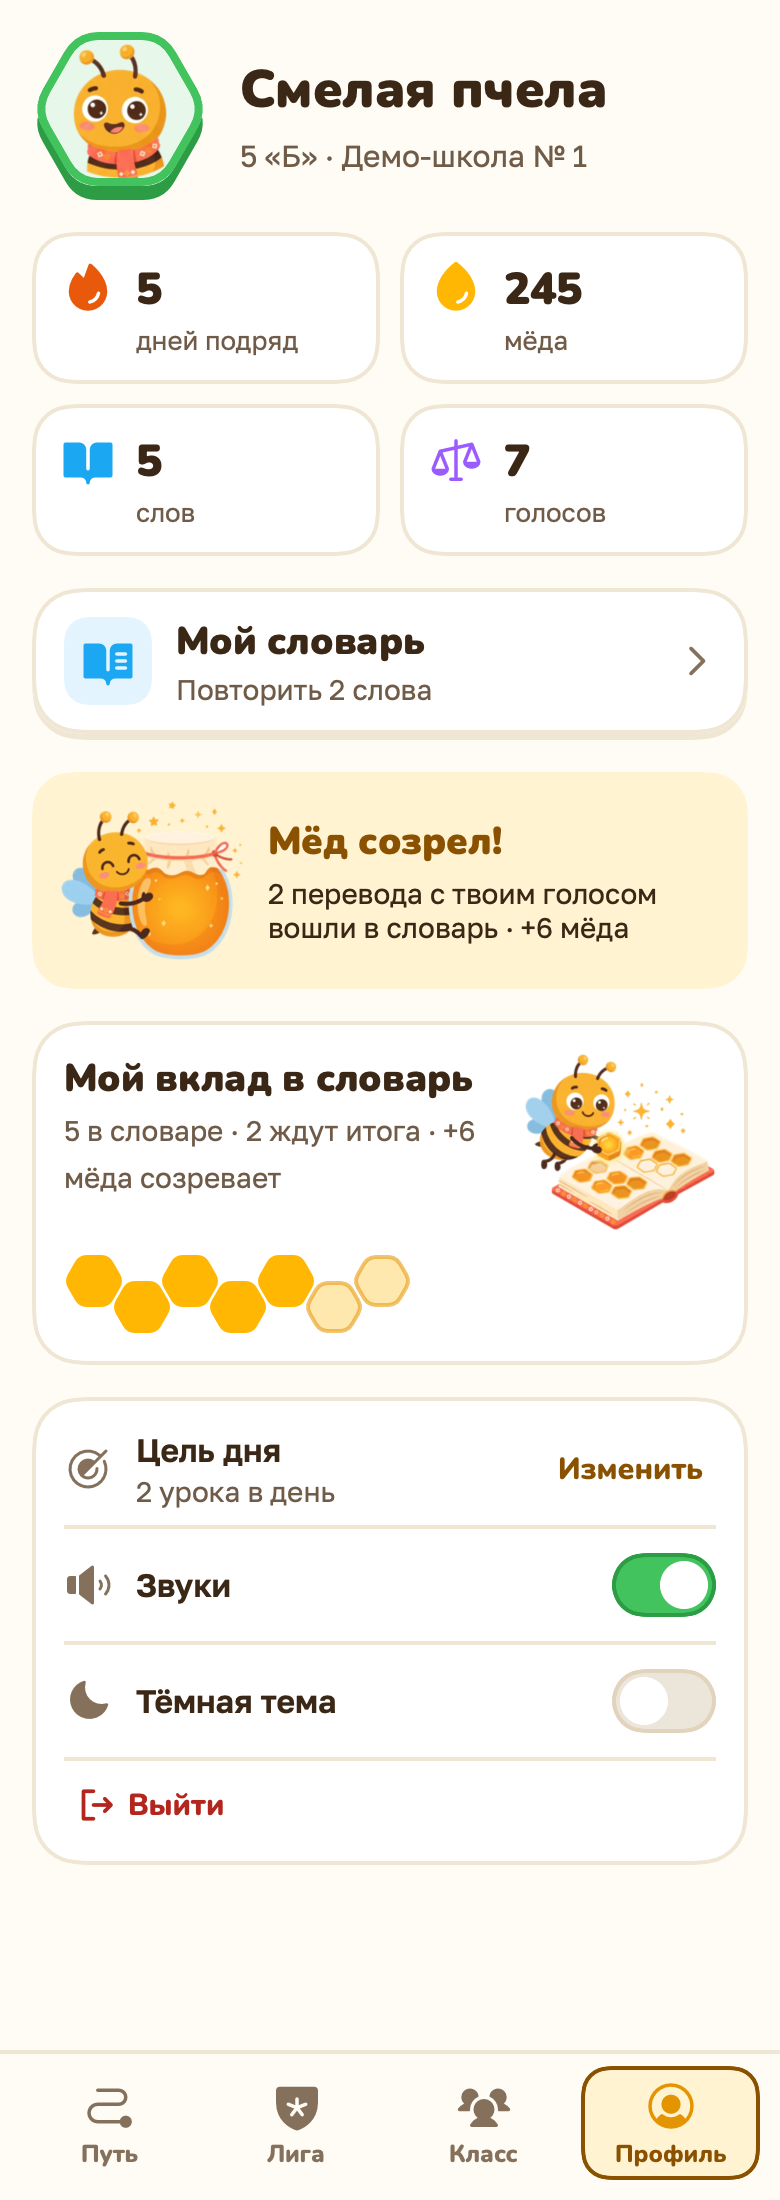 Смелая пчела
5 «Б» · Демо-школа № 1
5
дней подряд
245
мёда
5
слов
7
голосов
Мой словарь
Повторить 2 слова
Мёд созрел!
2 перевода с твоим голосом
вошли в словарь · +6 мёда
Мой вклад в словарь
5 в словаре · 2 ждут итога · +6
мёда созревает
Цель дня
2 урока в день
Изменить
Звуки
Тёмная тема
Выйти
Путь
Лига
Класс
Профиль